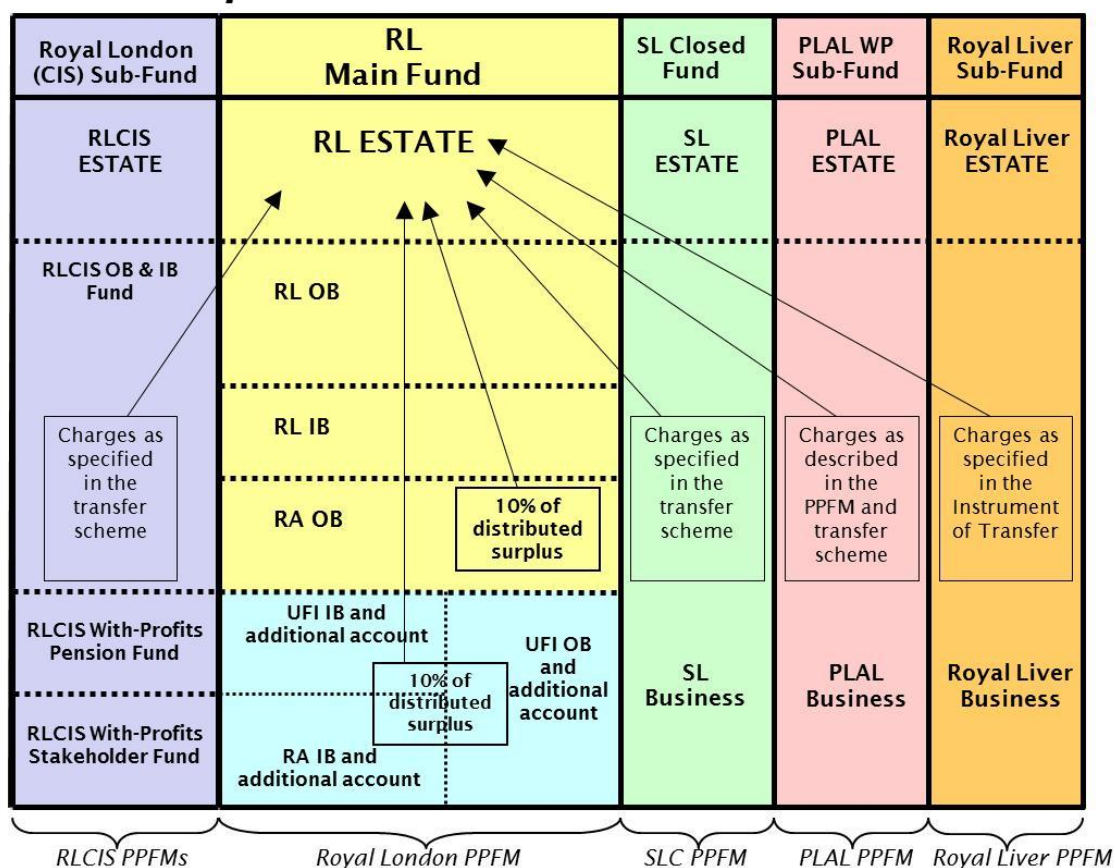 Royal London
(CIS) Sub-Fund
RL
Main Fund
SL Closed
Fund
PLAL WP
Sub-Fund
Royal Liver
Sub-Fund
RLCIS
ESTATE
RL ESTATE
SL
ESTATE
PLAL
ESTATE
Royal Liver
ESTATE
RLCIS OB & IB
Fund
RL OB
RL IB
RA OB
Charges as
specified
in the
transfer
scheme
10% of
distributed
surplus
Charges as
specified
in the
transfer
scheme
Charges as
described
in the
PPFM and
transfer
scheme
Charges as
specified
in the
Instrument
of Transfer
RLCIS With-Profits
Pension Fund
RLCIS With-Profits
Stakeholder Fund
UFI IB and
additional account
10% of
distributed
surplus
RA IB and
additional account
UFI OB
and
additional
account
SL
Business
PLAL
Business
Royal Liver
Business
RLCIS PPFMs
Royal London PPFM
SLC PPFM
PLAL PPFM
Royal Liver PPFM